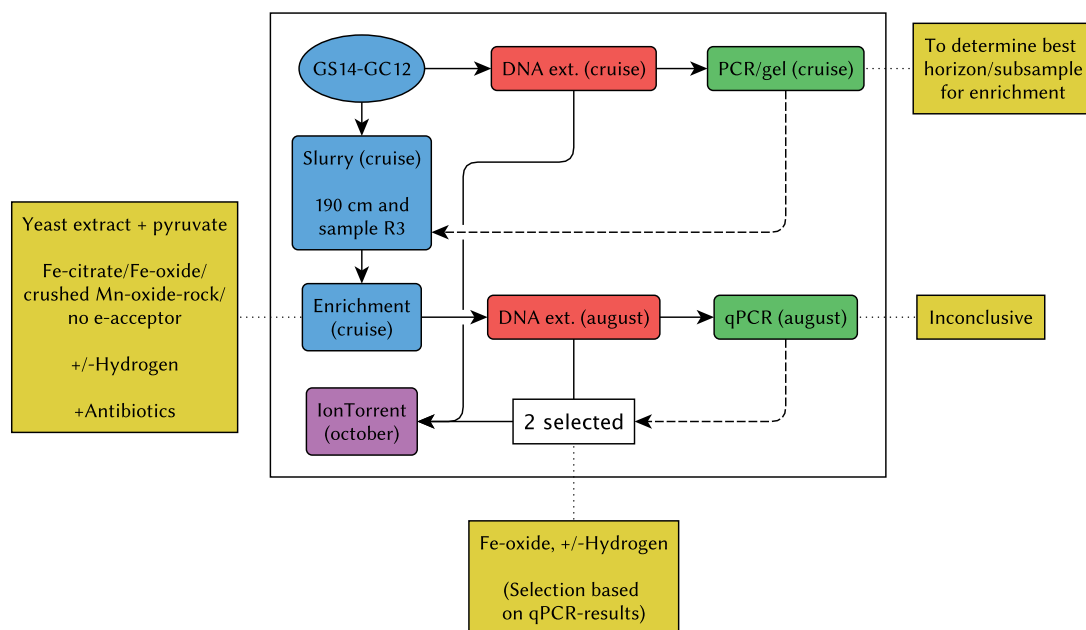 GS14-GC12
DNA ext. (cruise)
PCR/gel (cruise)
To determine best
horizon/subsample
for enrichment
Slurry (cruise)
190 cm and
sample R3
Yeast extract + pyruvate
Fe-citrate/Fe-oxide/
crushed Mn-oxide-rock/
no e-acceptor
+/-Hydrogen
+Antibiotics
Enrichment
(cruise)
DNA ext. (august)
qPCR (august)
Inconclusive
IonTorrent
(october)
2 selected
Fe-oxide, +/-Hydrogen
(Selection based
on qPCR-results)